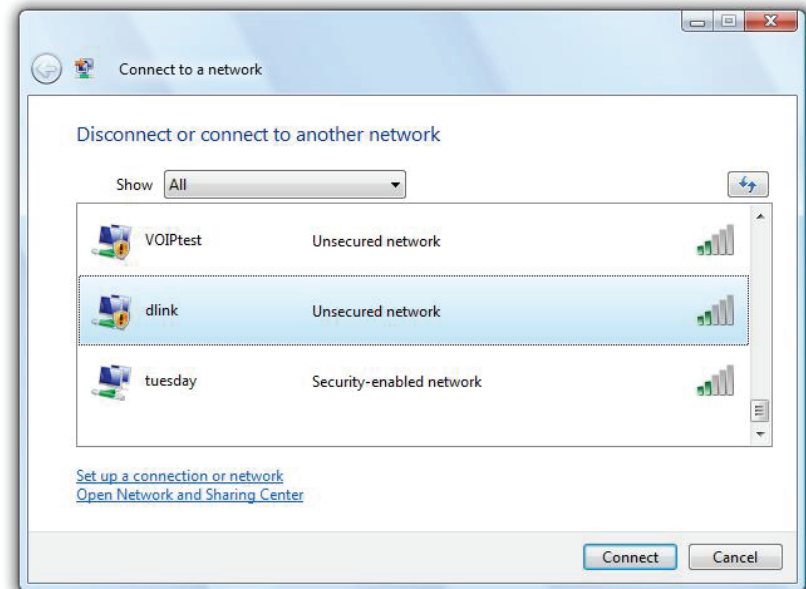 Connect to a network
Disconnect or connect to another network
Show All
VOIPtest Unsecured network
dlink Unsecured network
tuesday Security-enabled network
Set up a connection or network
Open Network and Sharing Center
Connect Cancel